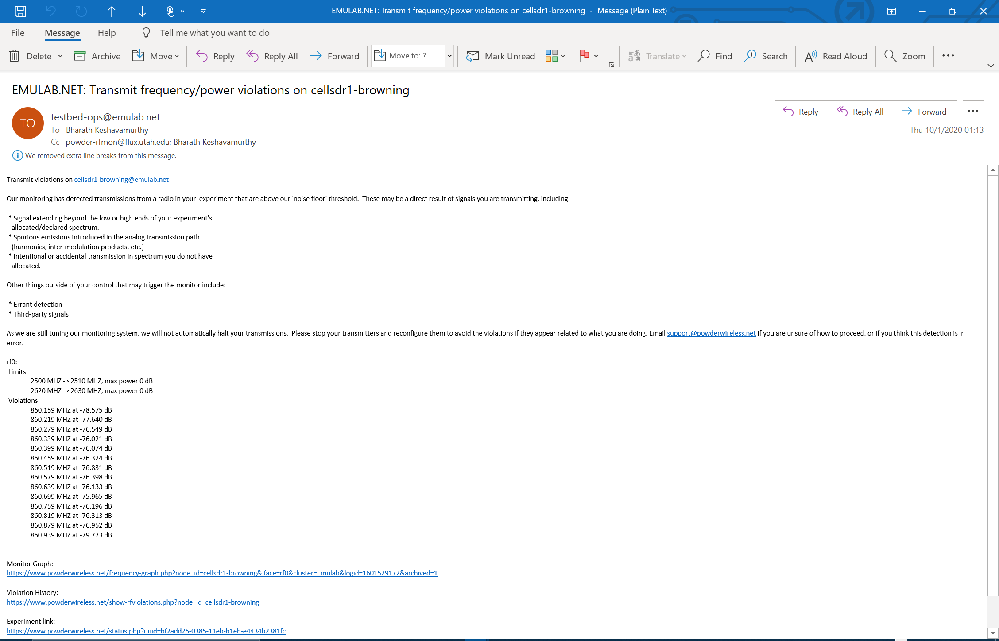 EMULAB.NET: Transmit frequency/power violations on cellsdr1-browning - Message (Plain Text)
File Message Help Tell me what you want to do
Delete Archive Move Reply Reply All Forward Move to: ? Mark Unread Translate Find Search Read Aloud Zoom
EMULAB.NET: Transmit frequency/power violations on cellsdr1-browning
Reply Reply All Forward
TO
testbed-ops@emulab.net
To Bharath Keshavamurthy
Thu 10/1/2020 01:13
Cc powder-rfmon@flux.utah.edu; Bharath Keshavamurthy
We removed extra line breaks from this message.
Transmit violations on cellsdr1-browning@emulab.net!
Our monitoring has detected transmissions from a radio in your  experiment that are above our 'noise floor' threshold.  These may be a direct result of signals you are transmitting, including:
* Signal extending beyond the low or high ends of your experiment's
allocated/declared spectrum.
* Spurious emissions introduced in the analog transmission path
(harmonics, inter-modulation products, etc.)
* Intentional or accidental transmission in spectrum you do not have
allocated.
Other things outside of your control that may trigger the monitor include:
* Errant detection
* Third-party signals
As we are still tuning our monitoring system, we will not automatically halt your transmissions.  Please stop your transmitters and reconfigure them to avoid the violations if they appear related to what you are doing. Email support@powderwireless.net if you are unsure of how to proceed, or if you think this detection is in
error.
rf0:
Limits:
2500 MHZ -> 2510 MHZ, max power 0 dB
2620 MHZ -> 2630 MHZ, max power 0 dB
Violations:
860.159 MHZ at -78.575 dB
860.219 MHZ at -77.640 dB
860.279 MHZ at -76.549 dB
860.339 MHZ at -76.021 dB
860.399 MHZ at -76.074 dB
860.459 MHZ at -76.324 dB
860.519 MHZ at -76.831 dB
860.579 MHZ at -76.398 dB
860.639 MHZ at -76.133 dB
860.699 MHZ at -75.965 dB
860.759 MHZ at -76.196 dB
860.819 MHZ at -76.313 dB
860.879 MHZ at -76.952 dB
860.939 MHZ at -79.773 dB
Monitor Graph:
https://www.powderwireless.net/frequency-graph.php?node_id=cellsdr1-browning&iface=rf0&cluster=Emulab&logid=1601529172&archived=1
Violation History:
https://www.powderwireless.net/show-rfviolations.php?node_id=cellsdr1-browning
Experiment link:
https://www.powderwireless.net/status.php?uuid=bf2add25-0385-11eb-b1eb-e4434b2381fc